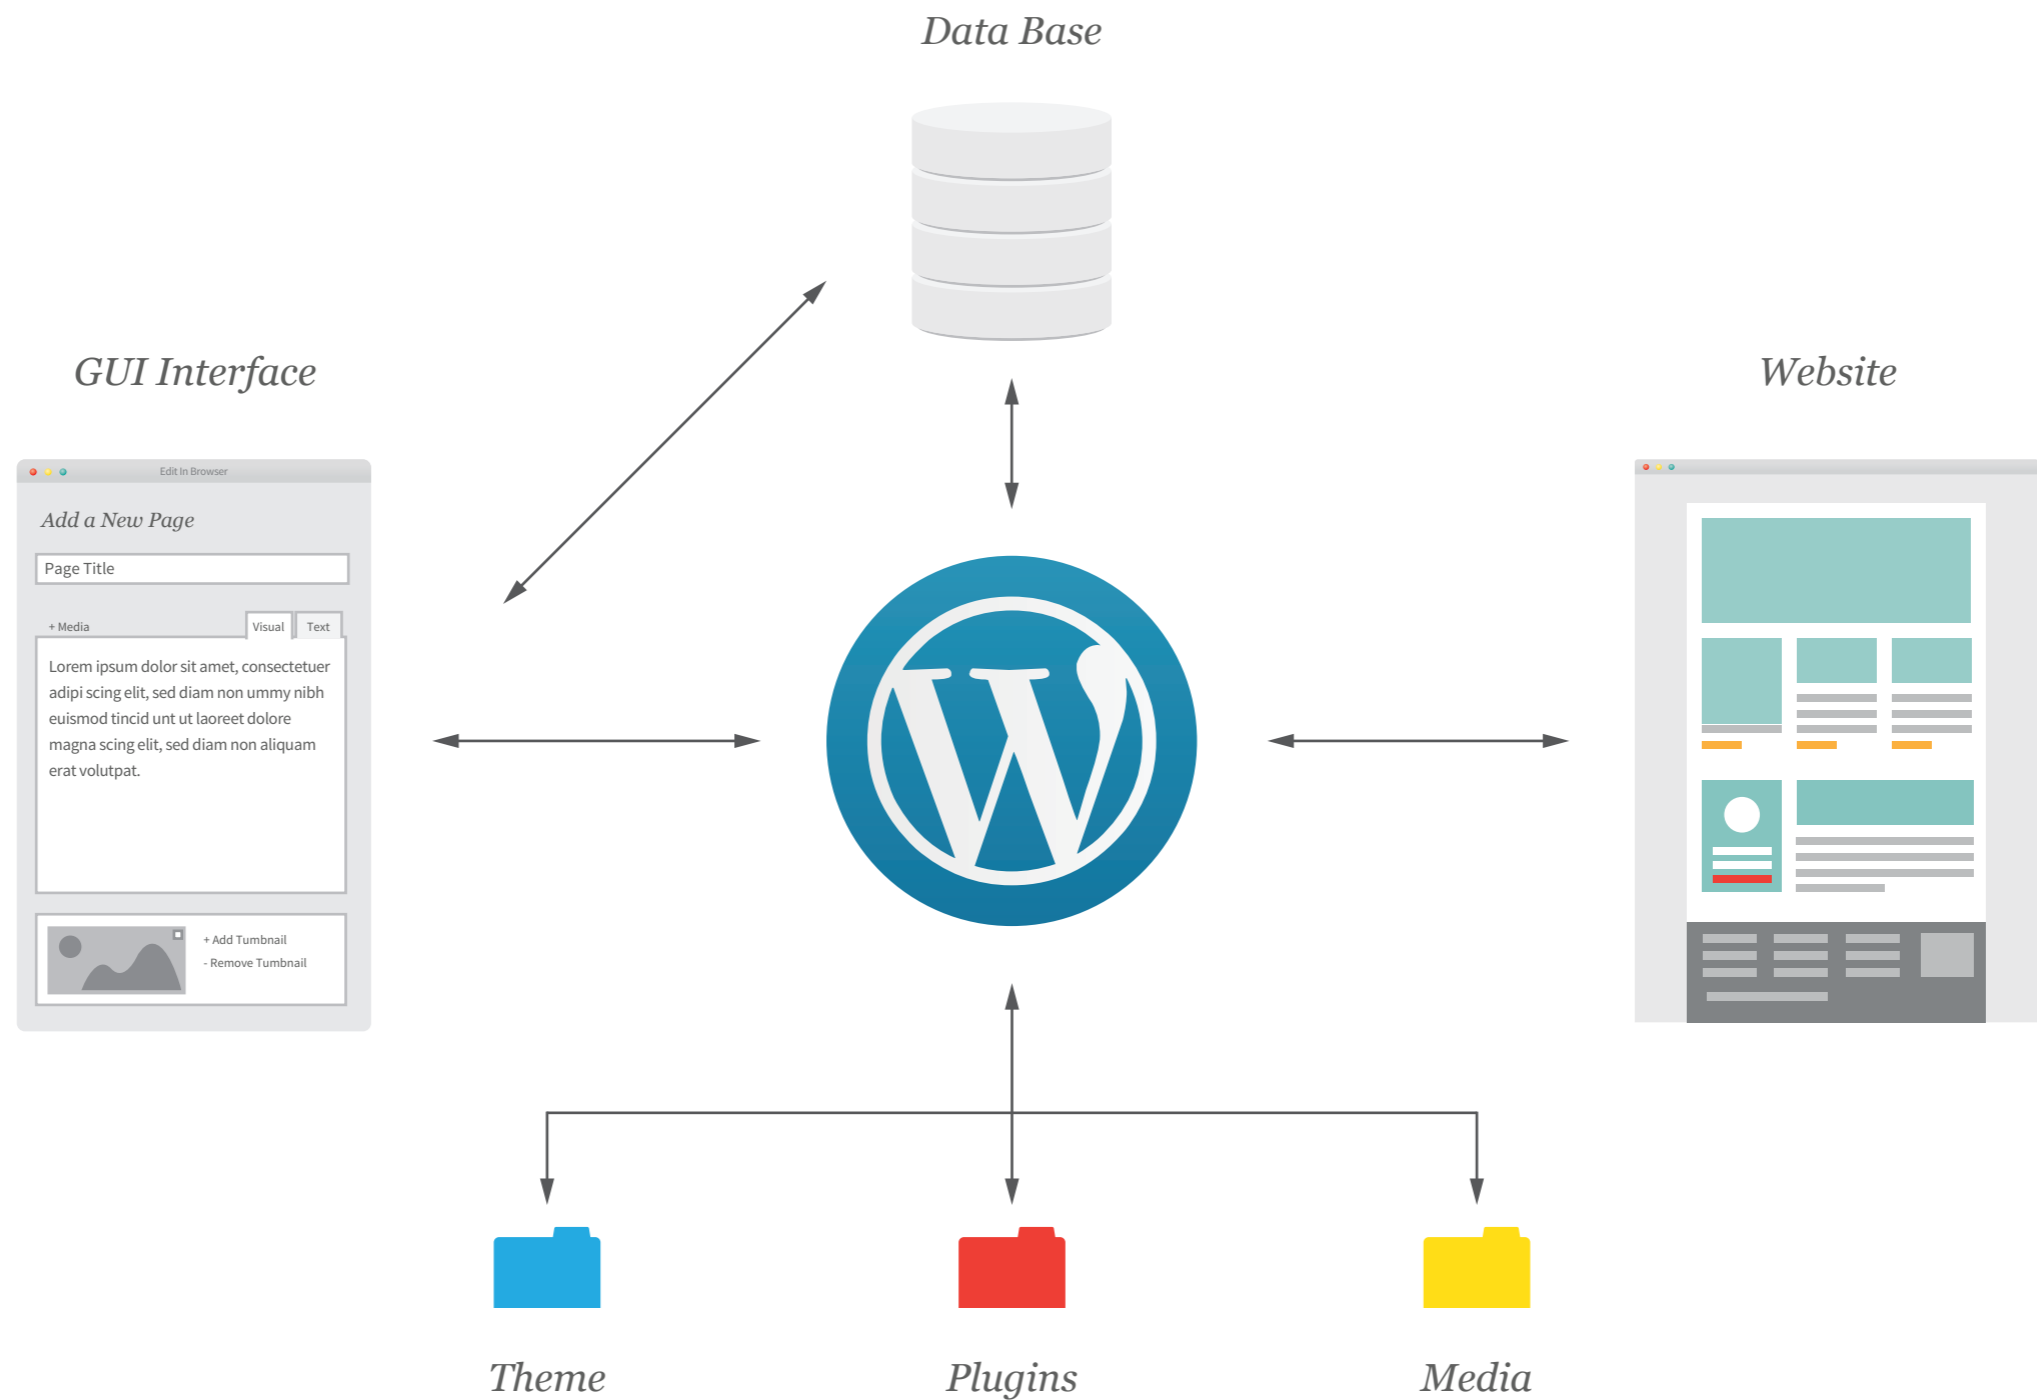 Data Base
GUI Interface
Website
Edit In Browser
Add a New Page
Page Title
+ Media
Visual
Text
Lorem ipsum dolor sit amet, consectetuer
adipi scing elit, sed diam non ummy nibh
euismod tincid unt ut laoreet dolore
magna scing elit, sed diam non aliquam
erat volutpat.
+ Add Tumbnail
- Remove Tumbnail
W
Theme
Plugins
Media